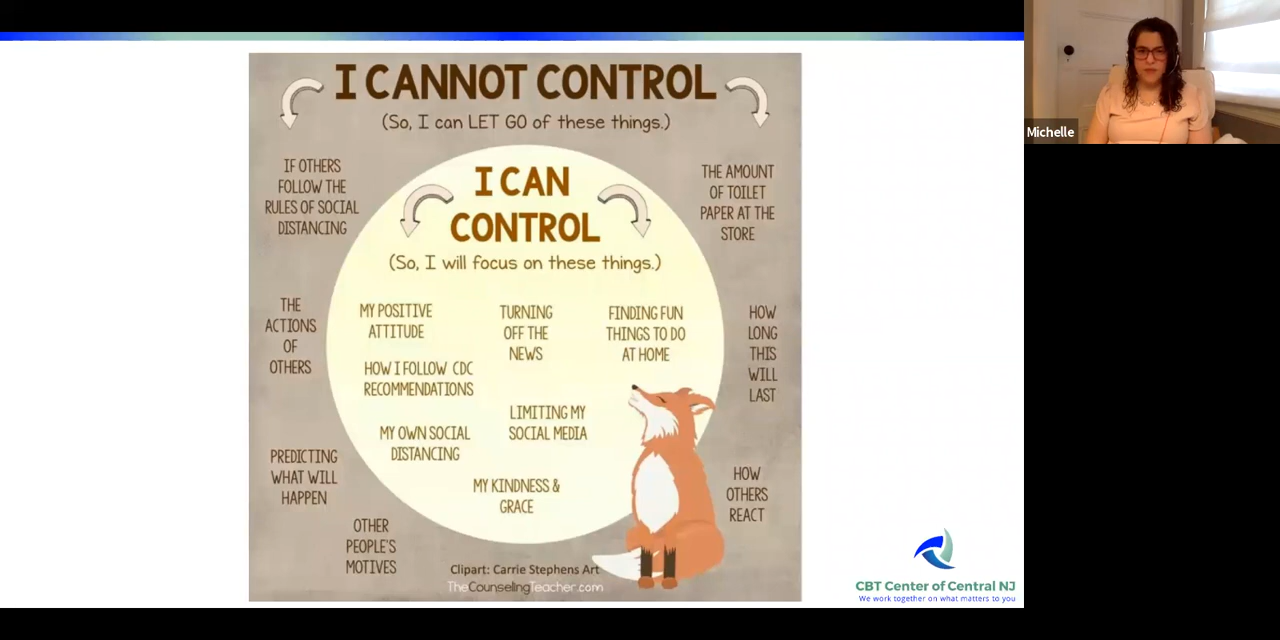 I CANNOT CONTROL
(So, I can LET GO of these things.)
IF OTHERS
FOLLOW THE
RULES OF SOCIAL
DISTANCING
THE AMOUNT
OF TOILET
PAPER AT THE
STORE
I CAN
CONTROL
(So, I will focus on these things.)
THE
ACTIONS
OF
OTHERS
MY POSITIVE
ATTITUDE
TURNING
OFF THE
NEWS
FINDING FUN
THINGS TO DO
AT HOME
HOW
LONG
THIS
WILL
LAST
HOW I FOLLOW CDC
RECOMMENDATIONS
LIMITING MY
SOCIAL MEDIA
MY OWN SOCIAL
DISTANCING
PREDICTING
WHAT WILL
HAPPEN
MY KINDNESS &
GRACE
HOW
OTHERS
REACT
OTHER
PEOPLE'S
MOTIVES
Clipart: Carrie Stephens Art
TheCounselingTeacher.com
CBT Center of Central NJ
We work together on what matters to you
Michelle